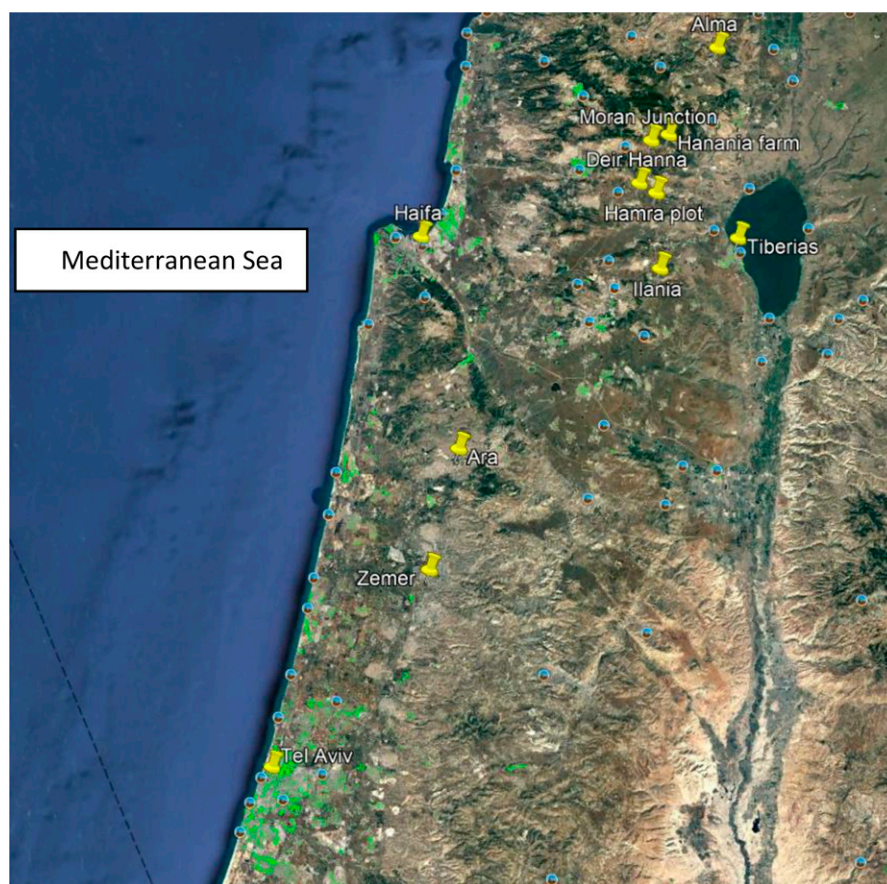 Alma
Moran Junction
Hanania farm
Deir Hanna
Hamra plot
Haifa
Tiberias
Mediterranean Sea
Ilania
Ara
Zemer
Tel Aviv